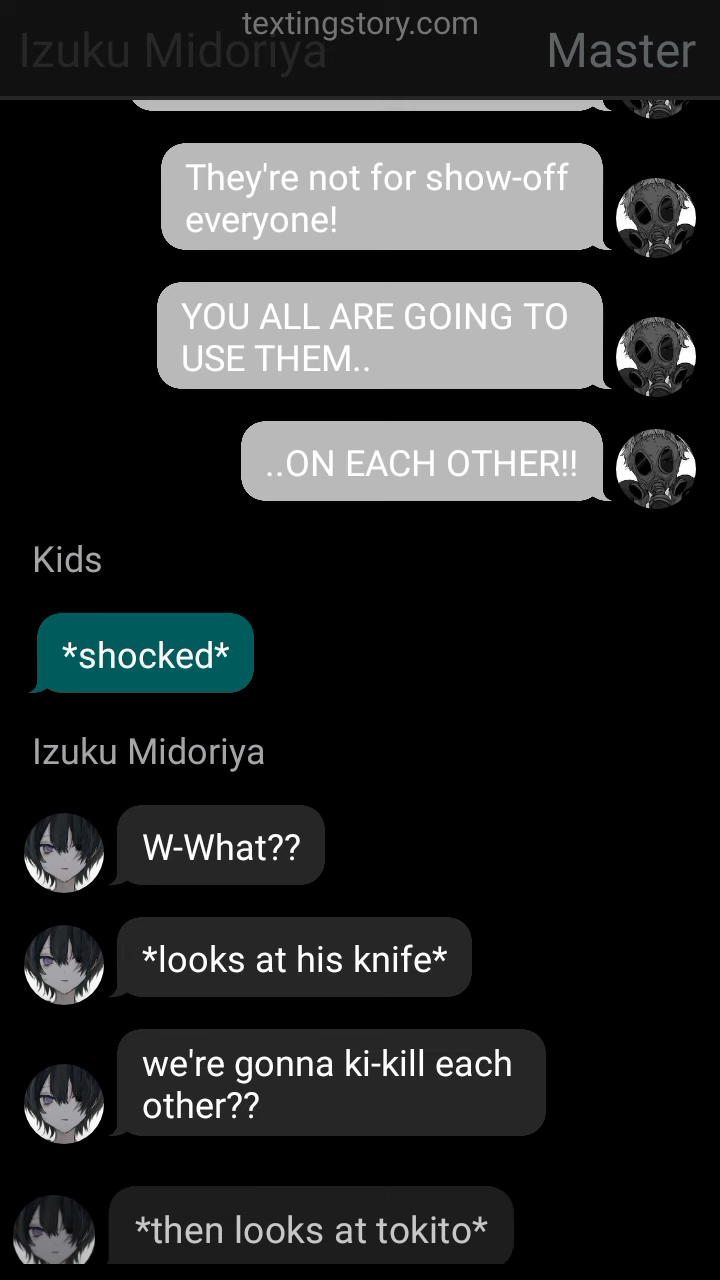 textingstory.com
Izuku Midoriya
Master
They're not for show-off
everyone!
YOU ALL ARE GOING TO
USE THEM..
..ON EACH OTHER!!
Kids
*shocked*
Izuku Midoriya
W-What??
*looks at his knife*
we're gonna ki-kill each
other??
*then looks at tokito*